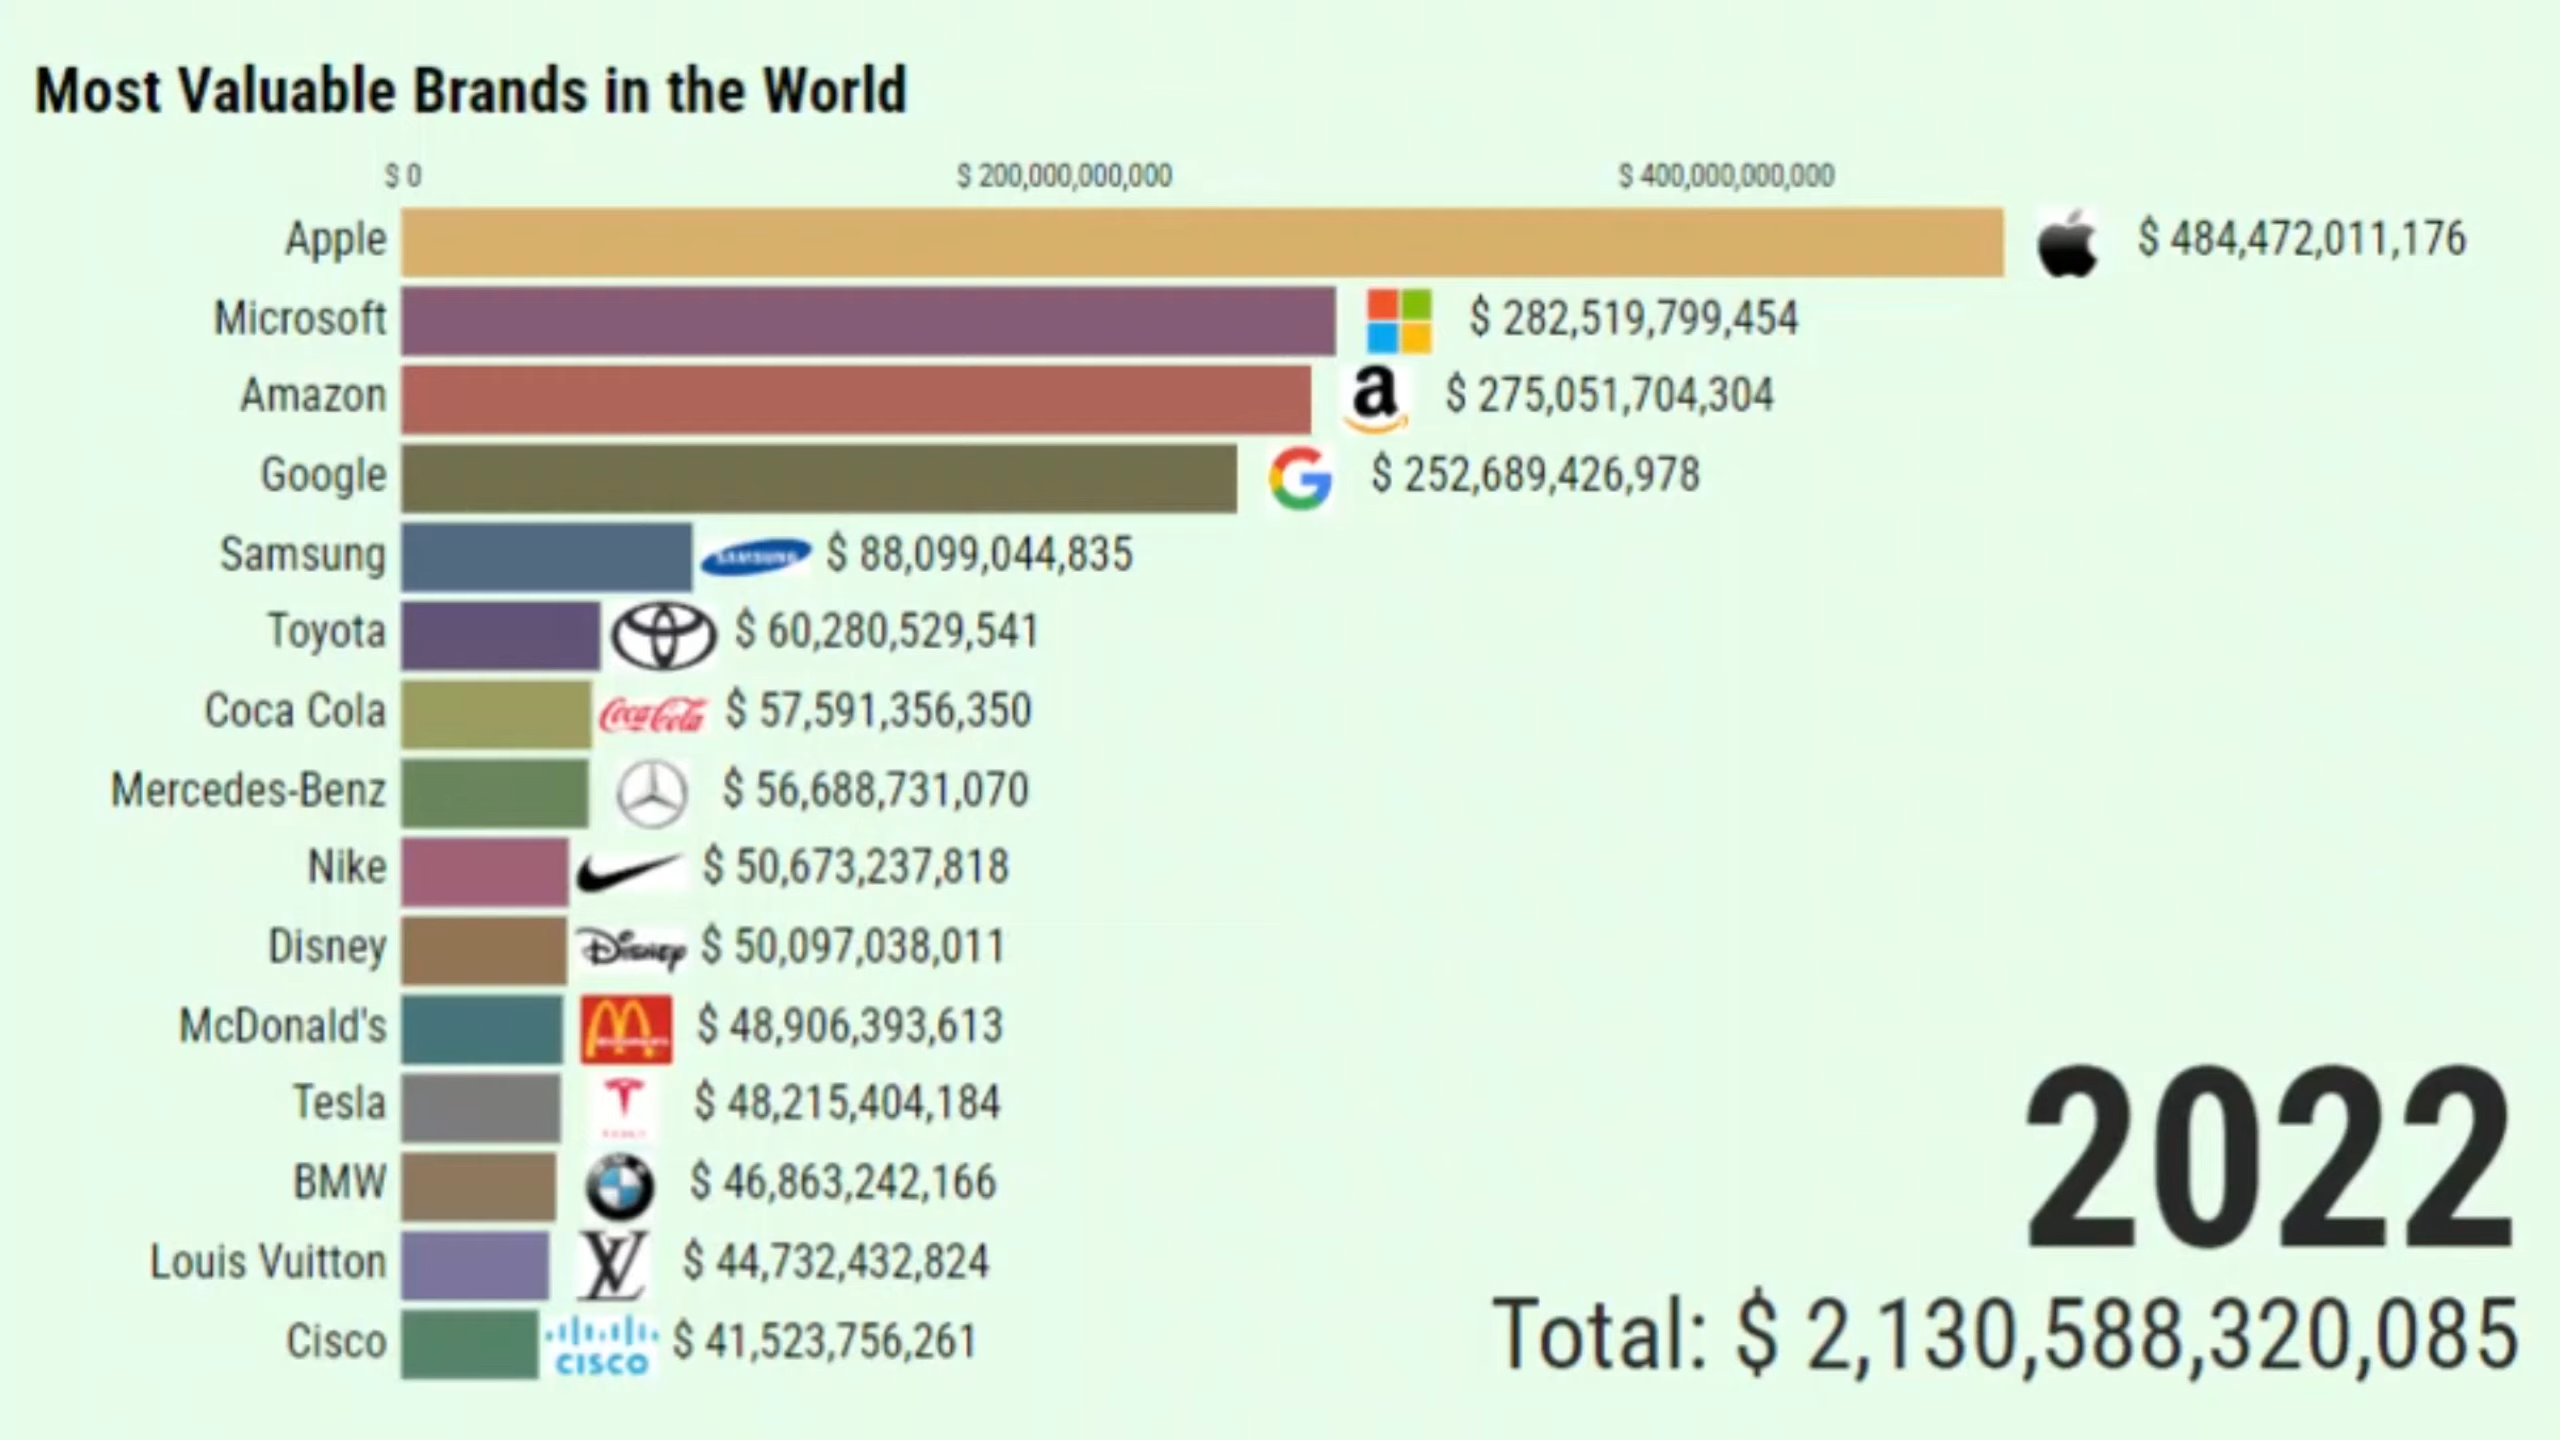 Most Valuable Brands in the World
$ 0 $ 200,000,000,000 $ 400,000,000,000
Apple $ 484,472,011,176
Microsoft $ 282,519,799,454
Amazon a $ 275,051,704,304
Google G $ 252,689,426,978
Samsung SAMSUNG $ 88,099,044,835
Toyota $ 60,280,529,541
Coca Cola Coca-Cola $ 57,591,356,350
Mercedes-Benz $ 56,688,731,070
Nike $ 50,673,237,818
Disney Disney $ 50,097,038,011
McDonald's $ 48,906,393,613
Tesla $ 48,215,404,184
BMW $ 46,863,242,166
Louis Vuitton LV $ 44,732,432,824
Cisco CISCO $ 41,523,756,261
2022
Total: $ 2,130,588,320,085